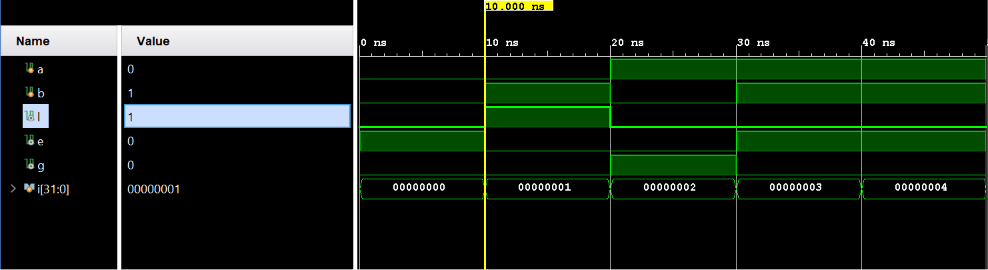 10.000 ns
Name Value
0 ns 10 ns 20 ns 30 ns 40 ns
a 0
b 1
l 1
e 0
g 0
i[31:0] 00000001 00000000 00000001 00000002 00000003 00000004